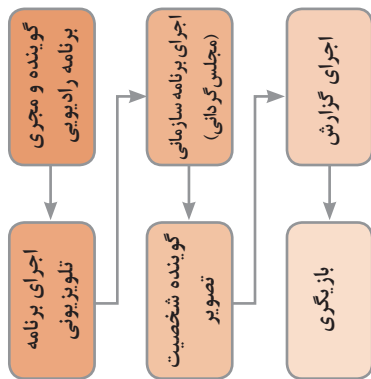 گوینده و مجری
برنامه رادیویی
اجرای برنامه
تلویزیونی
اجرای برنامه سازمانی
(مجلس گردانی)
گوینده شخصیت
تصویر
اجرای گزارش
بازیگری